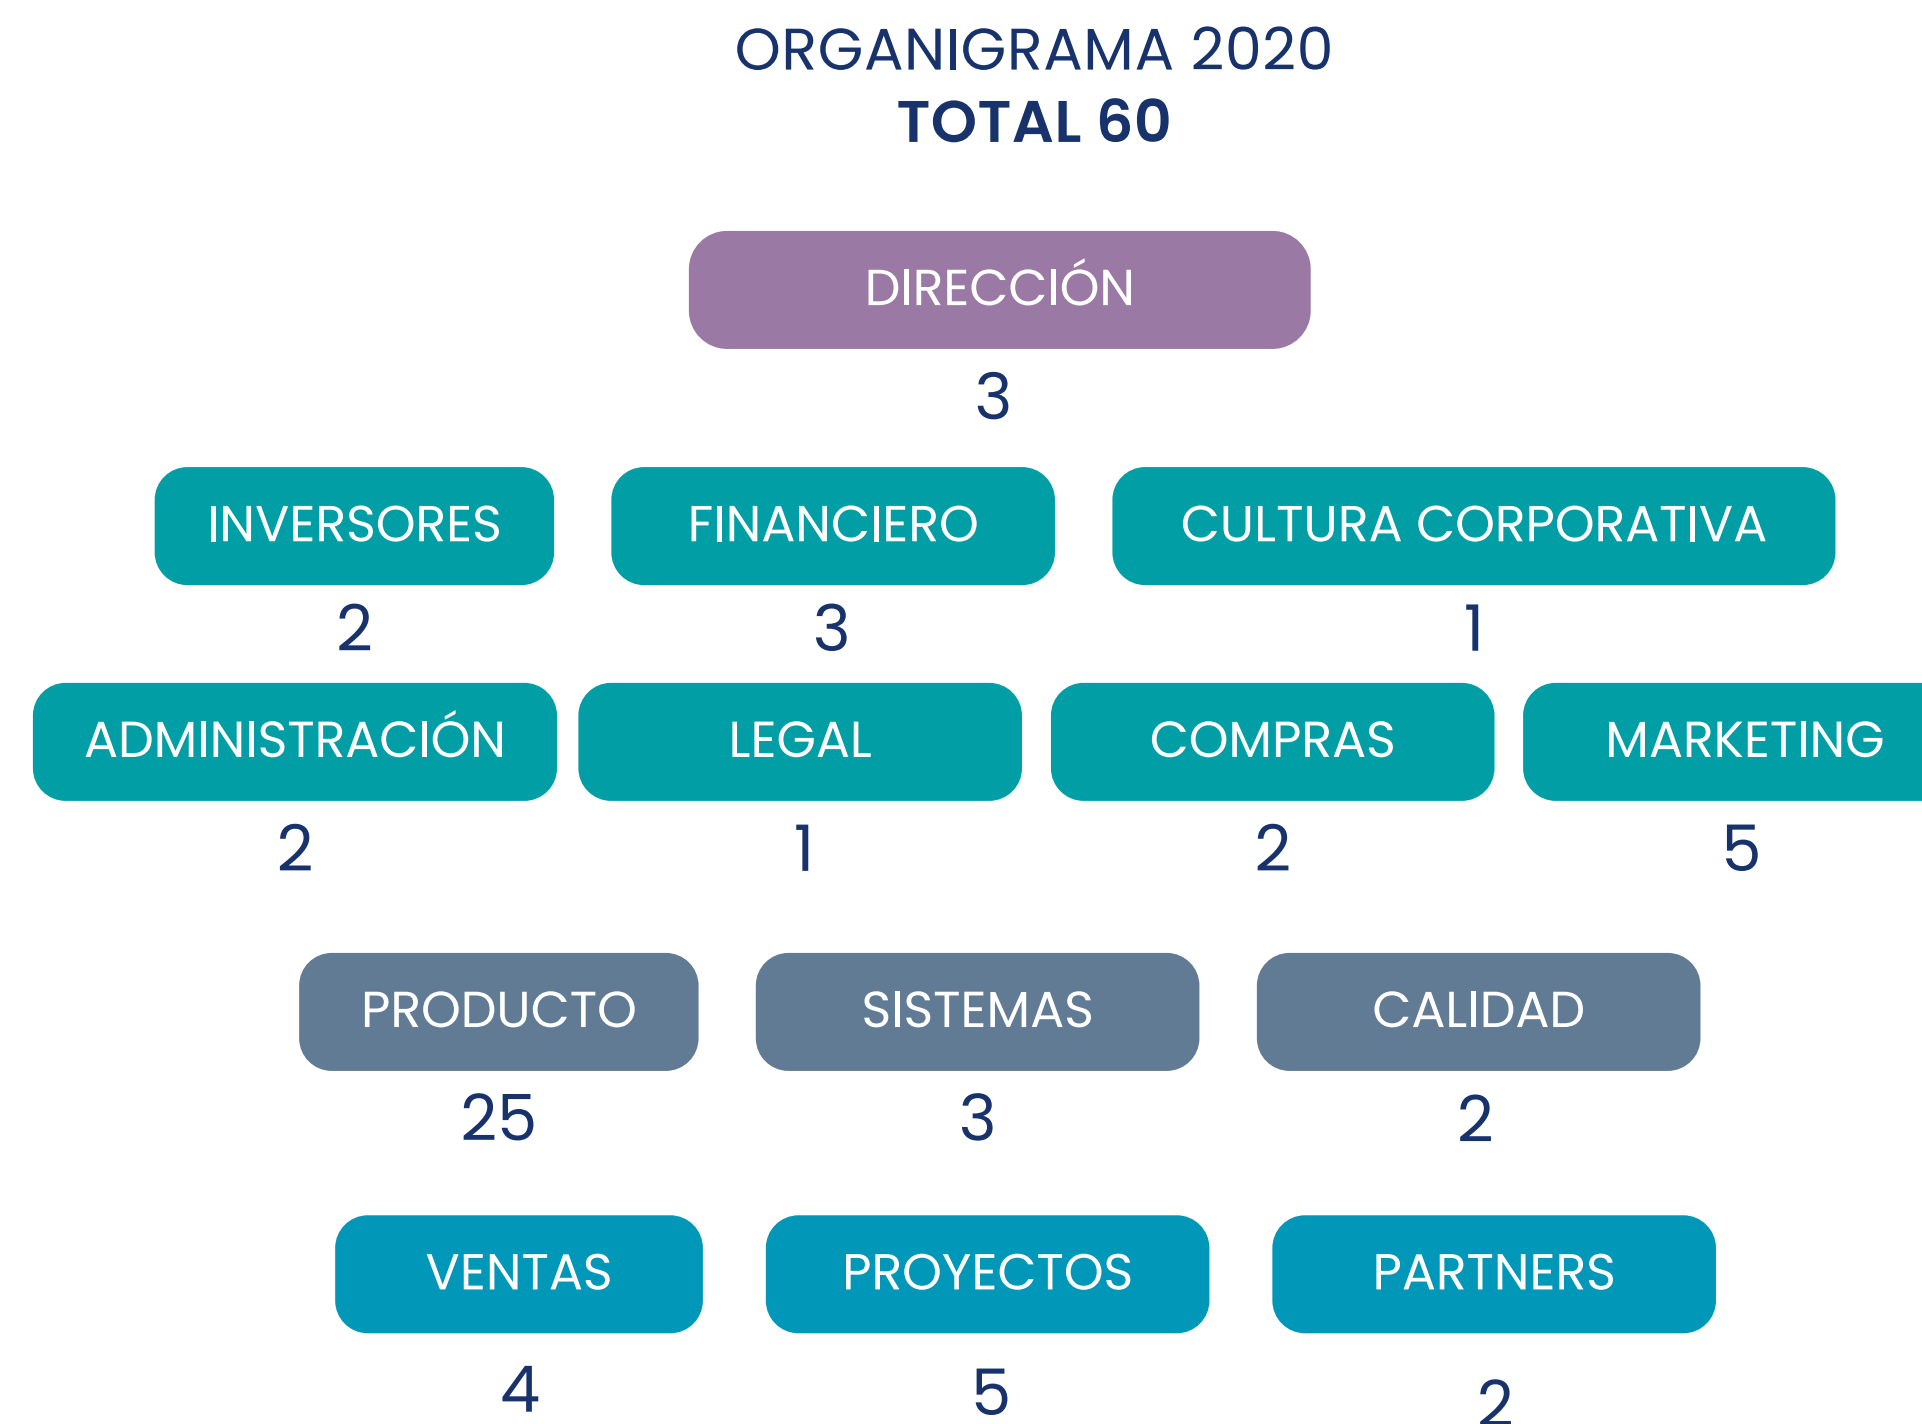 ORGANIGRAMA 2020
TOTAL 60
DIRECCIÓN
3
INVERSORES FINANCIERO CULTURA CORPORATIVA
2 3 1
ADMINISTRACIÓN LEGAL COMPRAS MARKETING
2 1 2 5
PRODUCTO SISTEMAS CALIDAD
25 3 2
VENTAS PROYECTOS PARTNERS
4 5 2